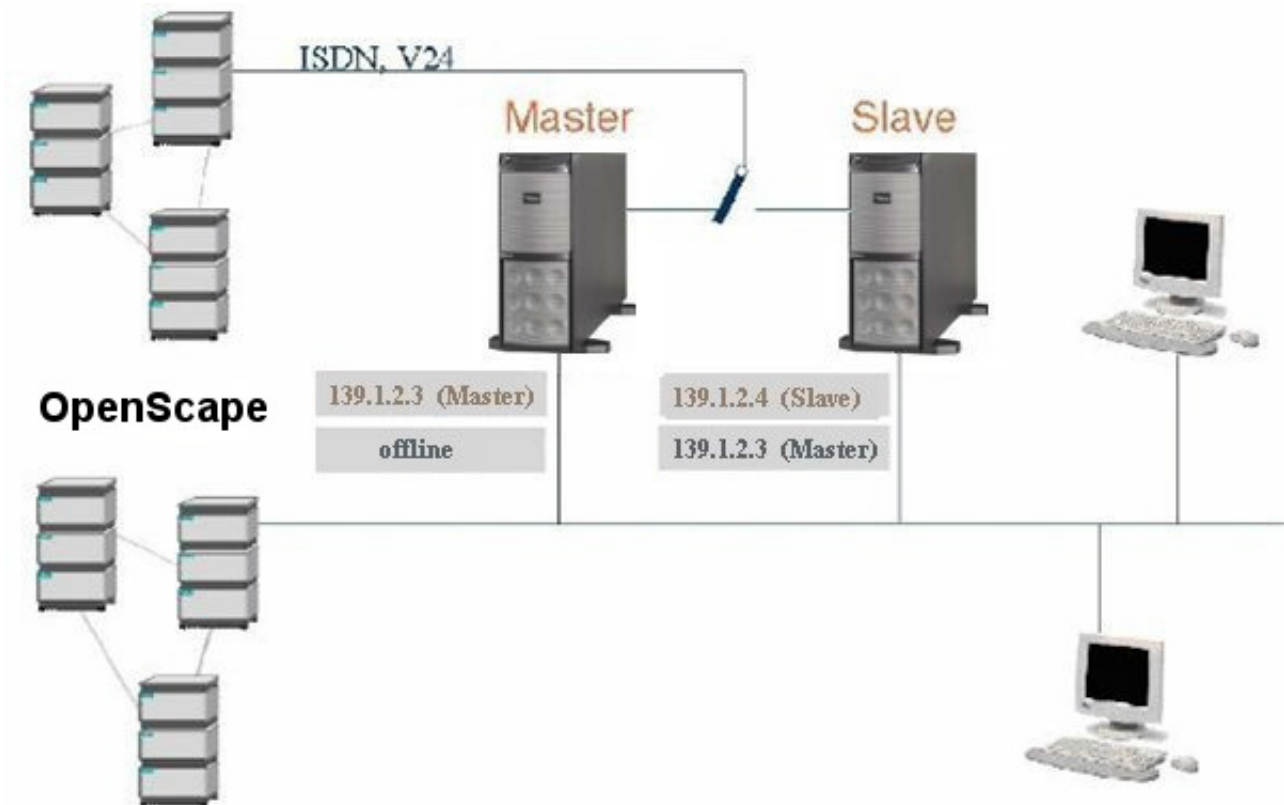 ISDN, V24
Master
Slave
139.1.2.3 (Master)
139.1.2.4 (Slave)
OpenScape
offline
139.1.2.3 (Master)